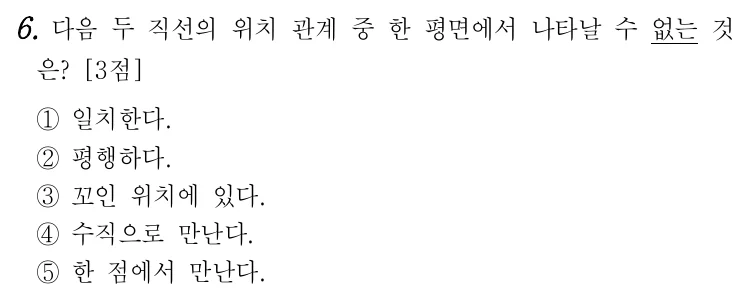 6. 다음 두 직선의 위치 관계 중 한 평면에서 나타날 수 없는 것
은? [3점]
① 일치한다.
② 평행하다.
③ 꼬인 위치에 있다.
④ 수직으로 만난다.
⑤ 한 점에서 만난다.